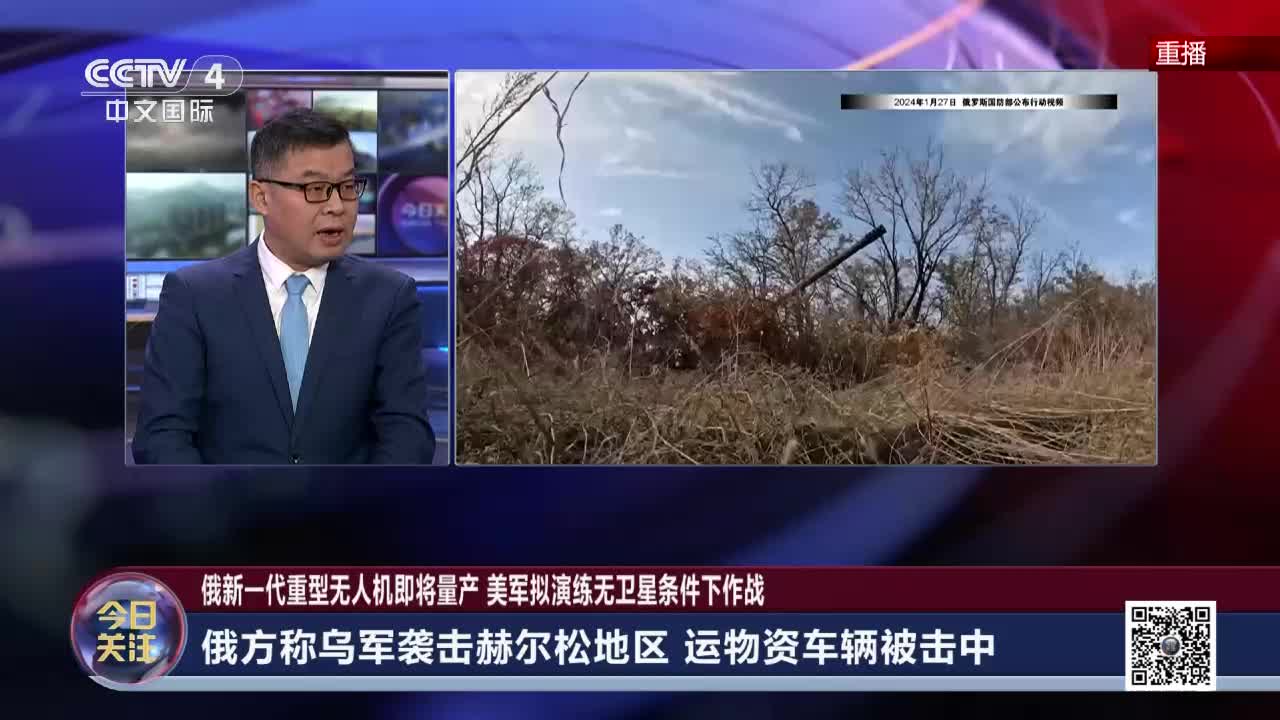 重播
CCTV 4
中文国际
2024年1月27日 俄罗斯国防部公布行动视频
今日关
俄新一代重型无人机即将量产 美军拟演练无卫星条件下作战
今日
关注
俄方称乌军袭击赫尔松地区 运物资车辆被击中